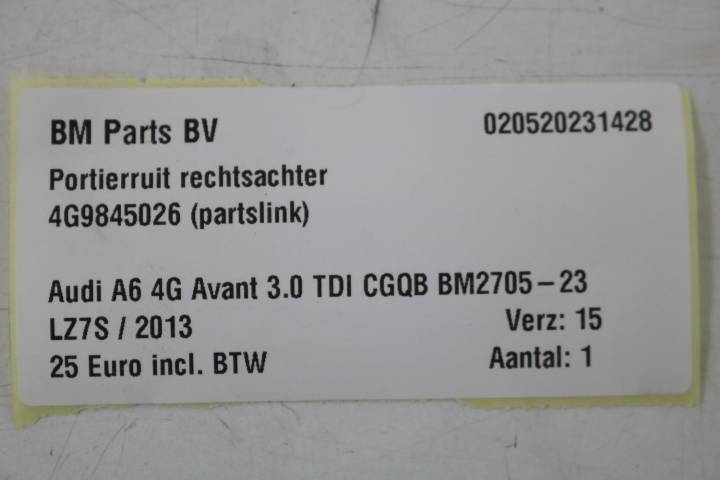 BM Parts BV 020520231428
Portierruit rechtsachter
4G9845026 (partslink)
Audi A6 4G Avant 3.0 TDI CGQB BM2705-23
LZ7S / 2013 Verz: 15
25 Euro incl. BTW Aantal: 1